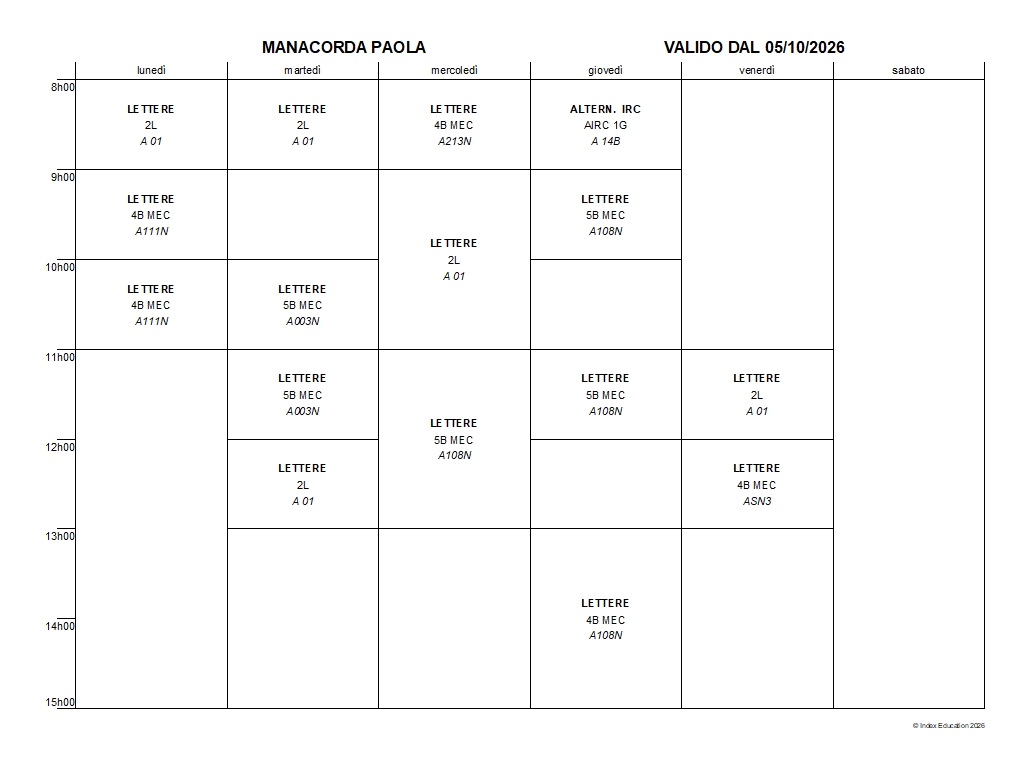 MANACORDA PAOLA
VALIDO DAL 05/10/2026
lunedì
martedì
mercoledì
giovedì
venerdì
sabato
8h00
LETTERE
2L
A 01
LETTERE
2L
A 01
LETTERE
4B MEC
A213N
ALTERN. IRC
AIRC 1G
A 14B
9h00
LETTERE
4B MEC
A111N
LETTERE
2L
A 01
LETTERE
5B MEC
A108N
10h00
LETTERE
4B MEC
A111N
LETTERE
5B MEC
A003N
11h00
LETTERE
5B MEC
A003N
LETTERE
5B MEC
A108N
LETTERE
5B MEC
A108N
LETTERE
2L
A 01
12h00
LETTERE
2L
A 01
LETTERE
4B MEC
ASN3
13h00
LETTERE
4B MEC
A108N
14h00
15h00
© Index Education 2026